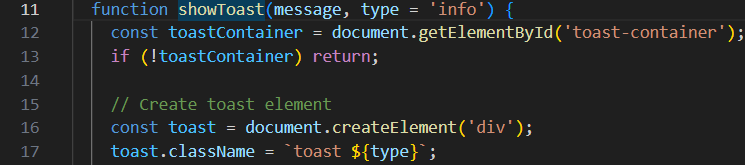 11 function showToast(message, type = 'info') {
12 const toastContainer = document.getElementById('toast-container');
13 if (!toastContainer) return;
14
15 // Create toast element
16 const toast = document.createElement('div');
17 toast.className = `toast ${type}`;